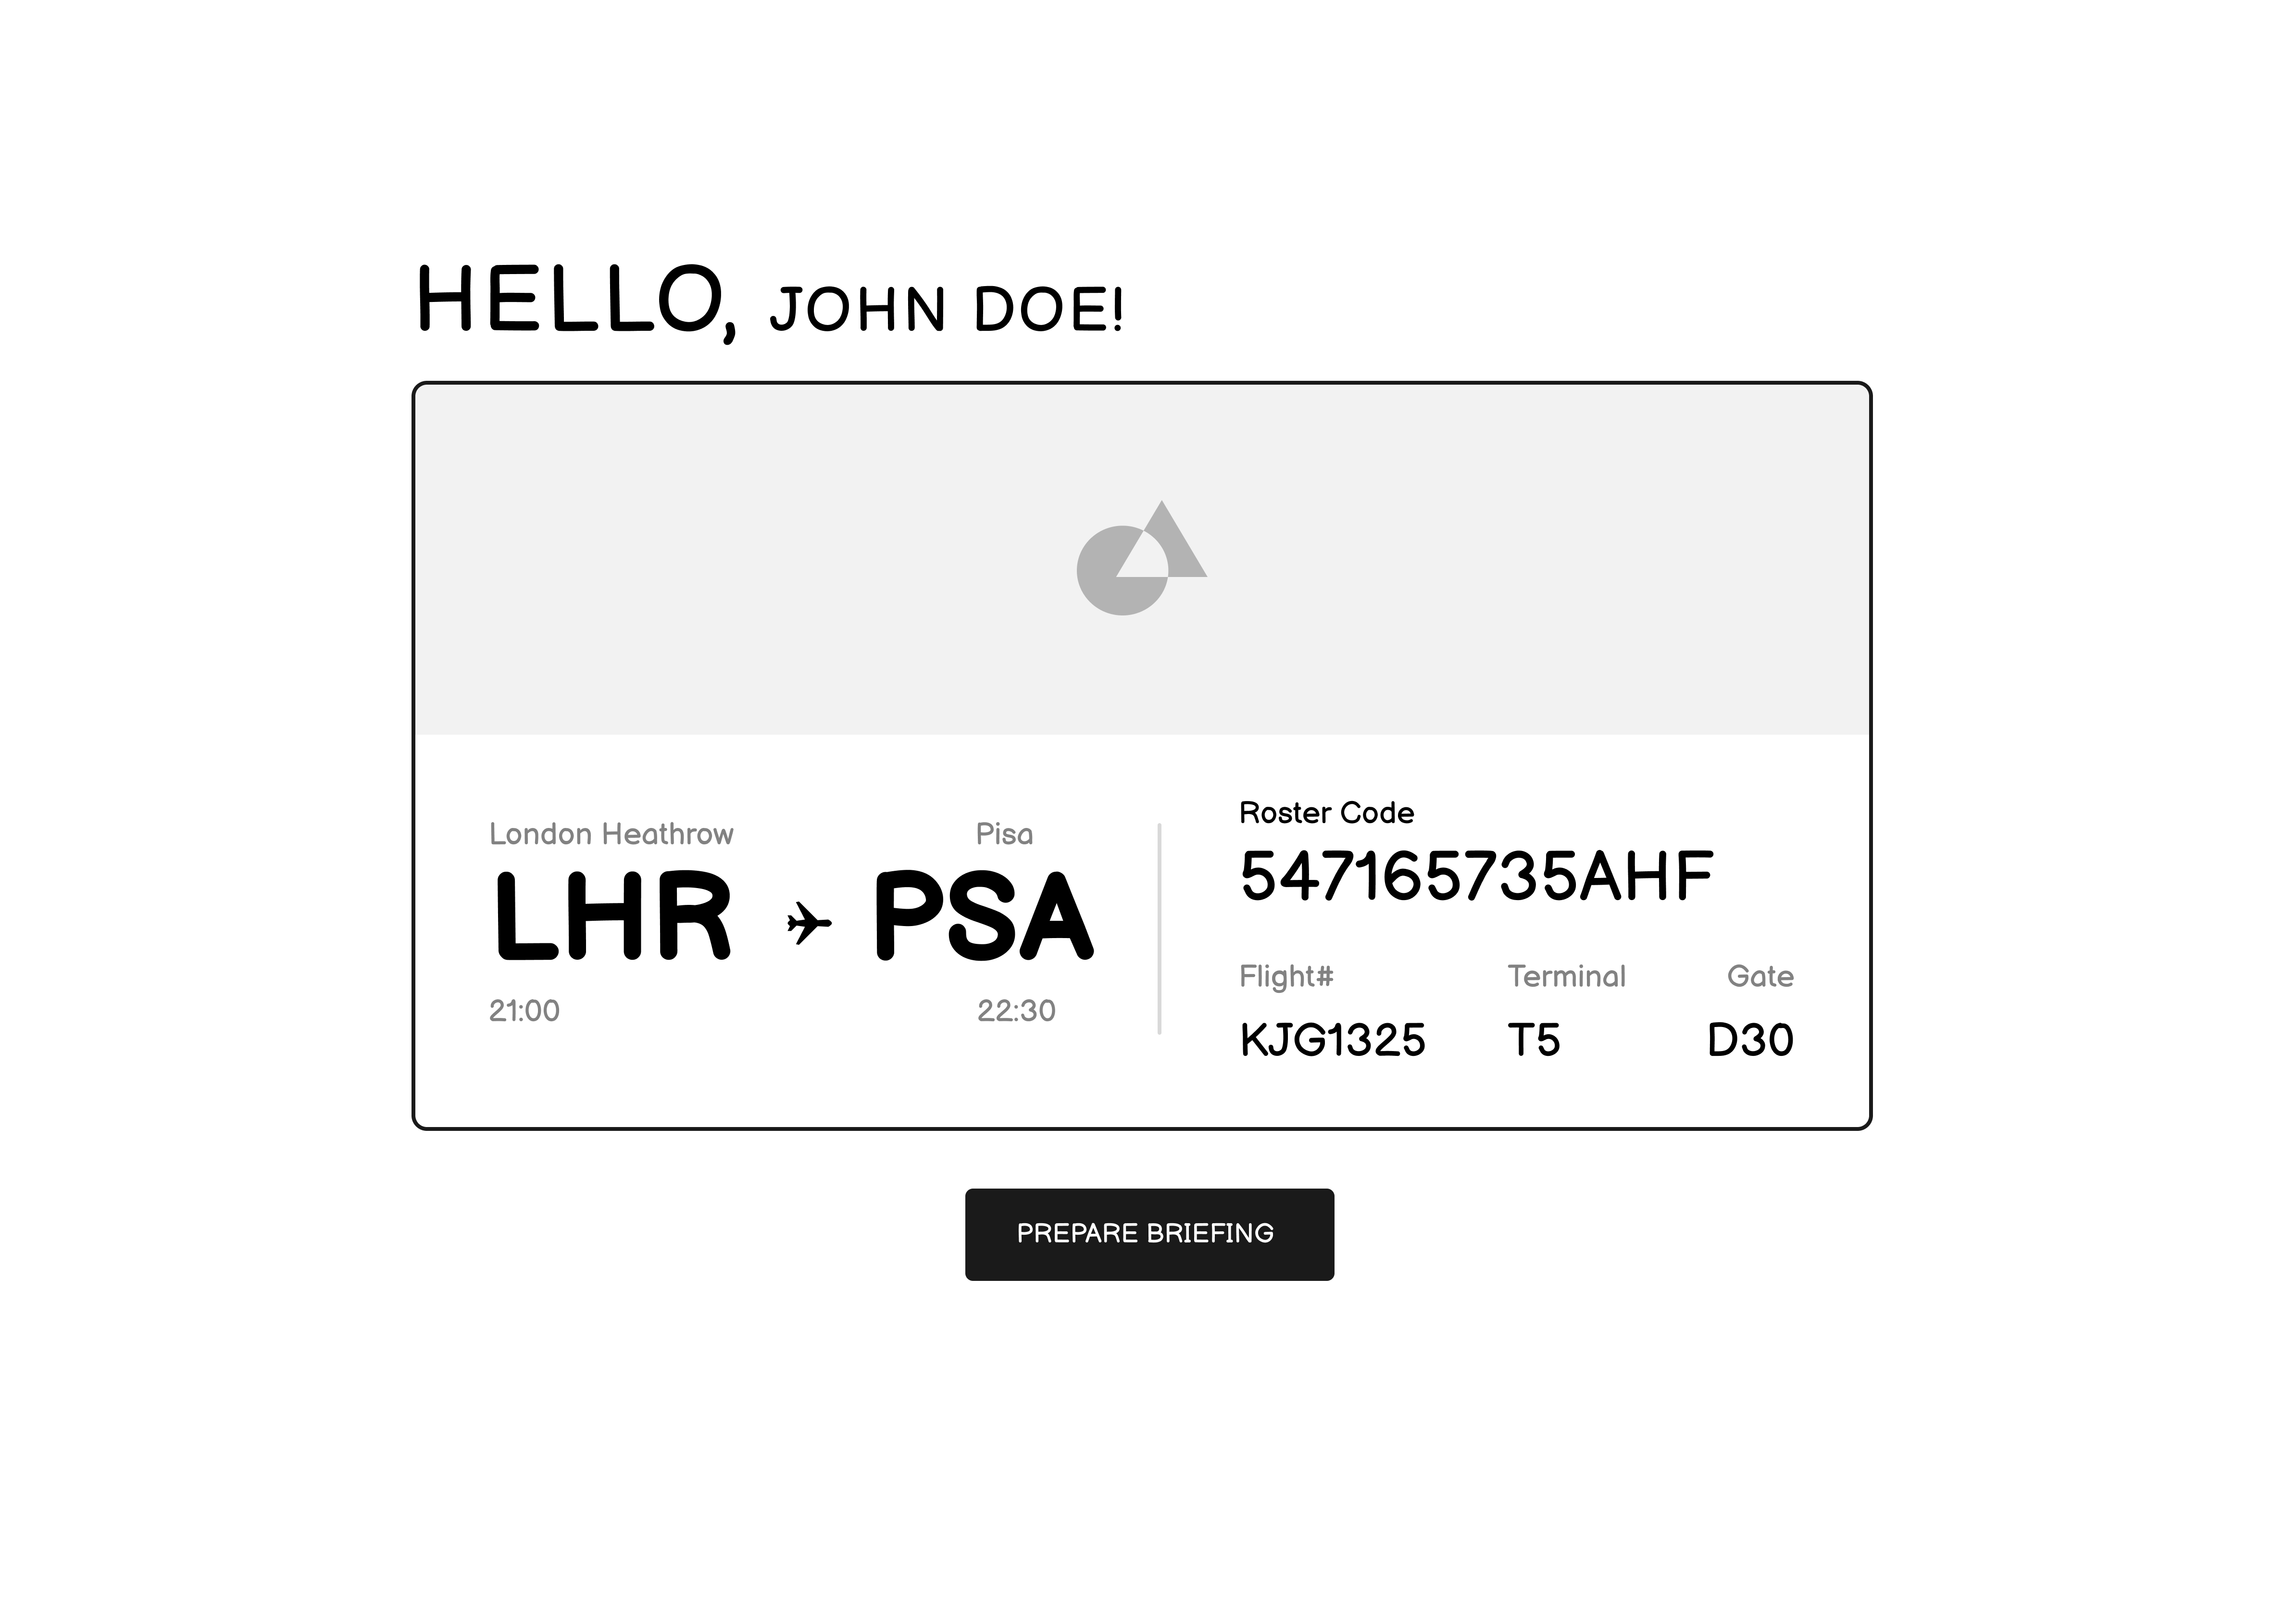 HELLO, JOHN DOE!
London Heathrow
Pisa
LHR
PSA
21:00
22:30
Roster Code
547165735AHF
Flight#
Terminal
Gate
KJG1325
T5
D30
PREPARE BRIEFING